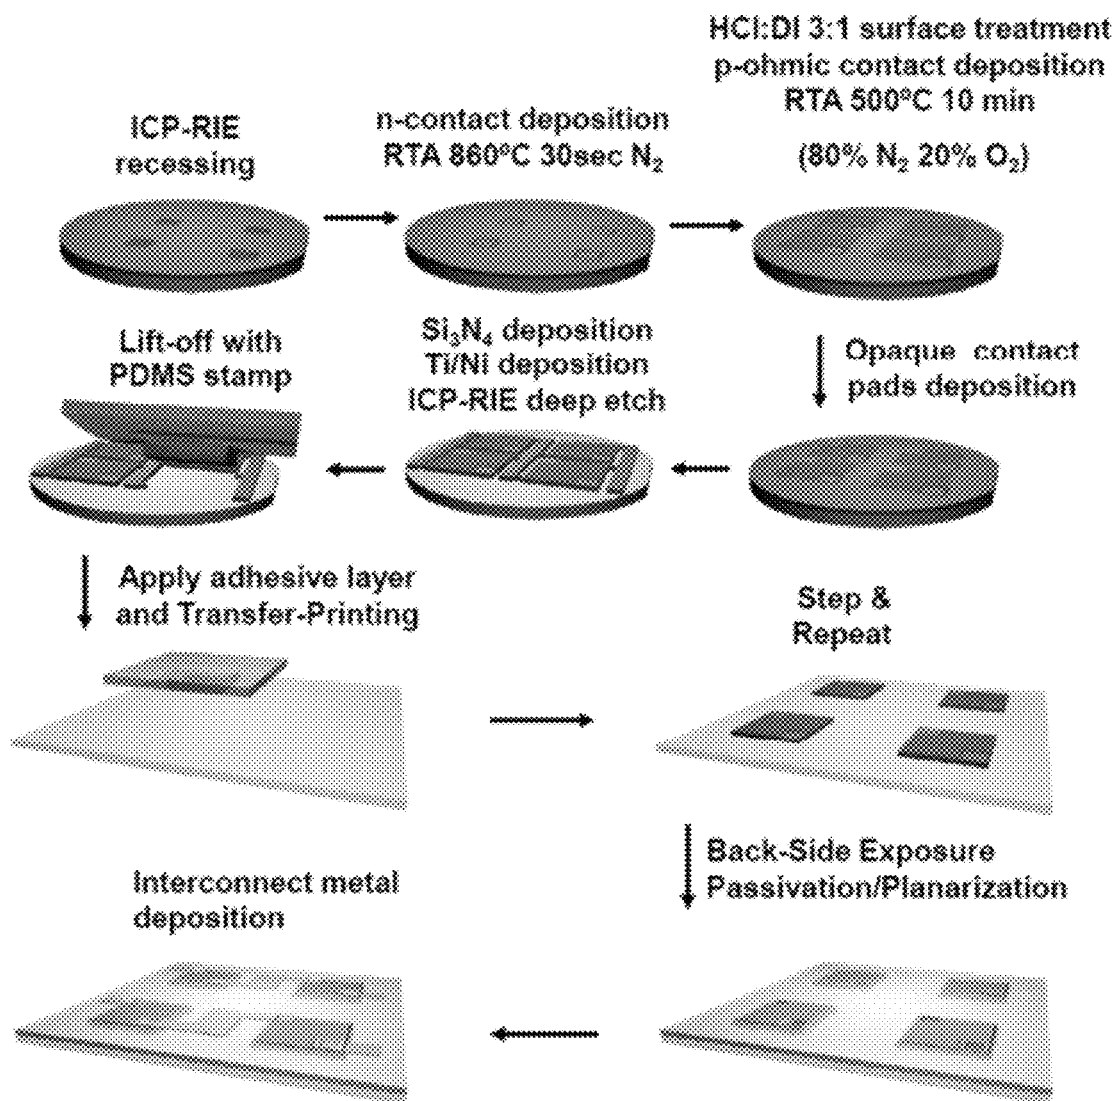 ICP-RIE
recessing
n-contact deposition
RTA 860ºC 30sec N₂
HCl:DI 3:1 surface treatment
p-ohmic contact deposition
RTA 500ºC 10 min
(80% N₂ 20% O₂)
Opaque contact
pads deposition
Si₃N₄ deposition
Ti/Ni deposition
ICP-RIE deep etch
Lift-off with
PDMS stamp
Apply adhesive layer
and Transfer-Printing
Step &
Repeat
Back-Side Exposure
Passivation/Planarization
Interconnect metal
deposition